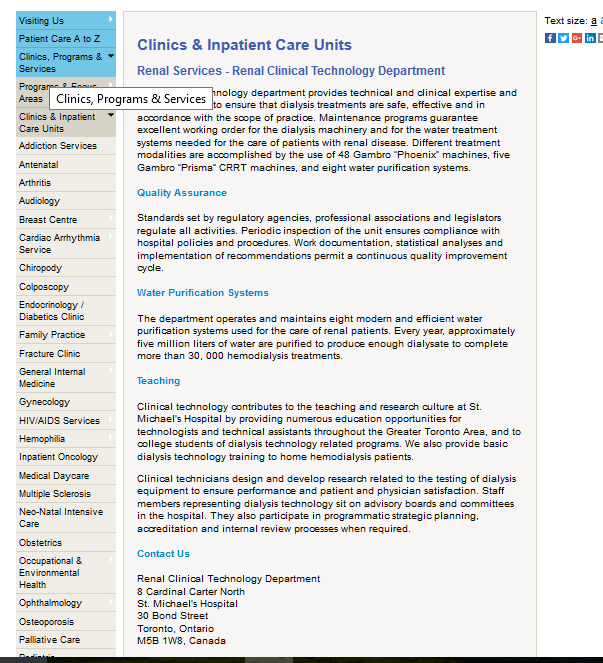 Visiting Us
Patient Care A to Z
Clinics, Programs &
Services
Programs & Focus
Areas
Clinics, Programs & Services
Clinics & Inpatient
Care Units
Addiction Services
Antenatal
Arthritis
Audiology
Breast Centre
Cardiac Arrhythmia
Service
Chiropody
Colposcopy
Endocrinology /
Diabetics Clinic
Family Practice
Fracture Clinic
General Internal
Medicine
Gynecology
HIV/AIDS Services
Hemophilia
Inpatient Oncology
Medical Daycare
Multiple Sclerosis
Neo-Natal Intensive
Care
Obstetrics
Occupational &
Environmental
Health
Ophthalmology
Osteoporosis
Palliative Care
Clinics & Inpatient Care Units
Renal Services - Renal Clinical Technology Department
nology department provides technical and clinical expertise and
to ensure that dialysis treatments are safe, effective and in
accordance with the scope of practice. Maintenance programs guarantee
excellent working order for the dialysis machinery and for the water treatment
systems needed for the care of patients with renal disease. Different treatment
modalities are accomplished by the use of 48 Gambro “Phoenix” machines, five
Gambro “Prisma” CRRT machines, and eight water purification systems.
Quality Assurance
Standards set by regulatory agencies, professional associations and legislators
regulate all activities. Periodic inspection of the unit ensures compliance with
hospital policies and procedures. Work documentation, statistical analyses and
implementation of recommendations permit a continuous quality improvement
cycle.
Water Purification Systems
The department operates and maintains eight modern and efficient water
purification systems used for the care of renal patients. Every year, approximately
five million liters of water are purified to produce enough dialysate to complete
more than 30, 000 hemodialysis treatments.
Teaching
Clinical technology contributes to the teaching and research culture at St.
Michael's Hospital by providing numerous education opportunities for
technologists and technical assistants throughout the Greater Toronto Area, and to
college students of dialysis technology related programs. We also provide basic
dialysis technology training to home hemodialysis patients.
Clinical technicians design and develop research related to the testing of dialysis
equipment to ensure performance and patient and physician satisfaction. Staff
members representing dialysis technology sit on advisory boards and committees
in the hospital. They also participate in programmatic strategic planning,
accreditation and internal review processes when required.
Contact Us
Renal Clinical Technology Department
8 Cardinal Carter North
St. Michael's Hospital
30 Bond Street
Toronto, Ontario
M5B 1W8, Canada
Text size: a